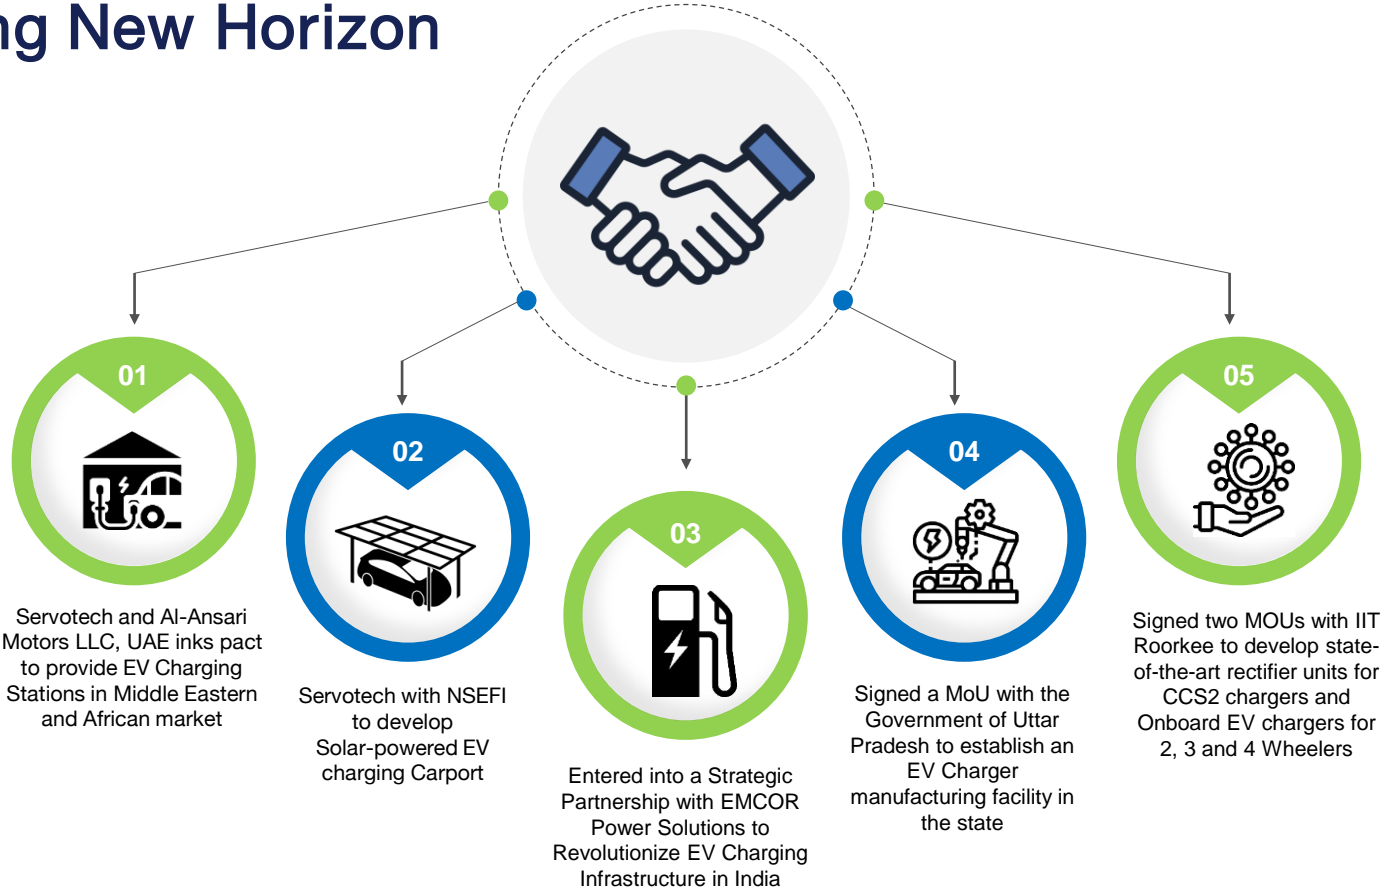 ng New Horizon
01
Servotech and Al-Ansari
Motors LLC, UAE inks pact
to provide EV Charging
Stations in Middle Eastern
and African market
02
Servotech with NSEFI
to develop
Solar-powered EV
charging Carport
03
Entered into a Strategic
Partnership with EMCOR
Power Solutions to
Revolutionize EV Charging
Infrastructure in India
04
Signed a MoU with the
Government of Uttar
Pradesh to establish an
EV Charger
manufacturing facility in
the state
05
Signed two MOUs with IIT
Roorkee to develop state-
of-the-art rectifier units for
CCS2 chargers and
Onboard EV chargers for
2, 3 and 4 Wheelers